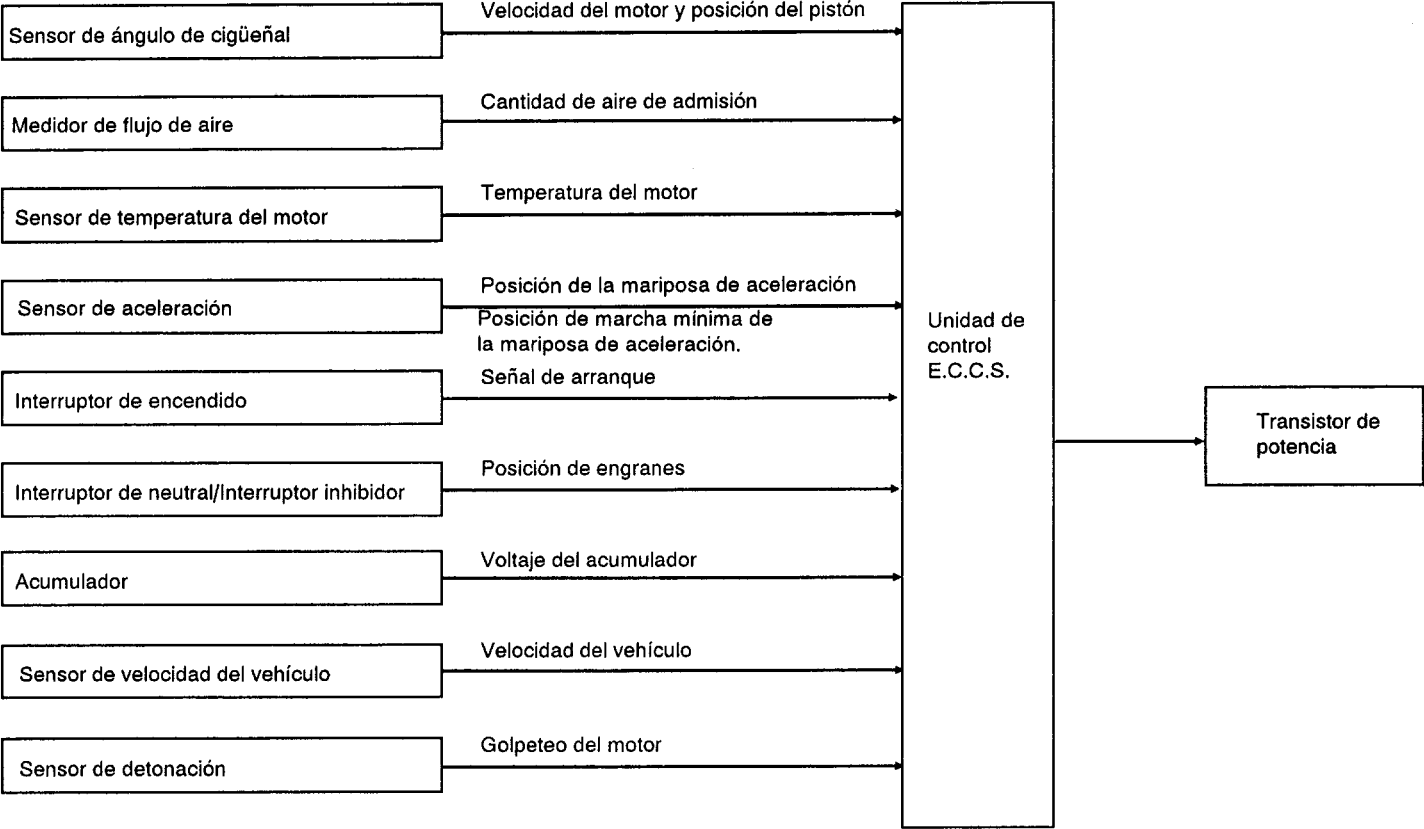 Velocidad del motor y posición del pistón
Sensor de ángulo de cigüeñal
Cantidad de aire de admisión
Medidor de flujo de aire
Temperatura del motor
Sensor de temperatura del motor
Posición de la mariposa de aceleración
Sensor de aceleración
Posición de marcha mínima de
la mariposa de aceleración.
Señal de arranque
Interruptor de encendido
Posición de engranes
Interruptor de neutral/Interruptor inhibidor
Voltaje del acumulador
Acumulador
Velocidad del vehículo
Sensor de velocidad del vehículo
Golpeteo del motor
Sensor de detonación
Unidad de
control
E.C.C.S.
Transistor de
potencia